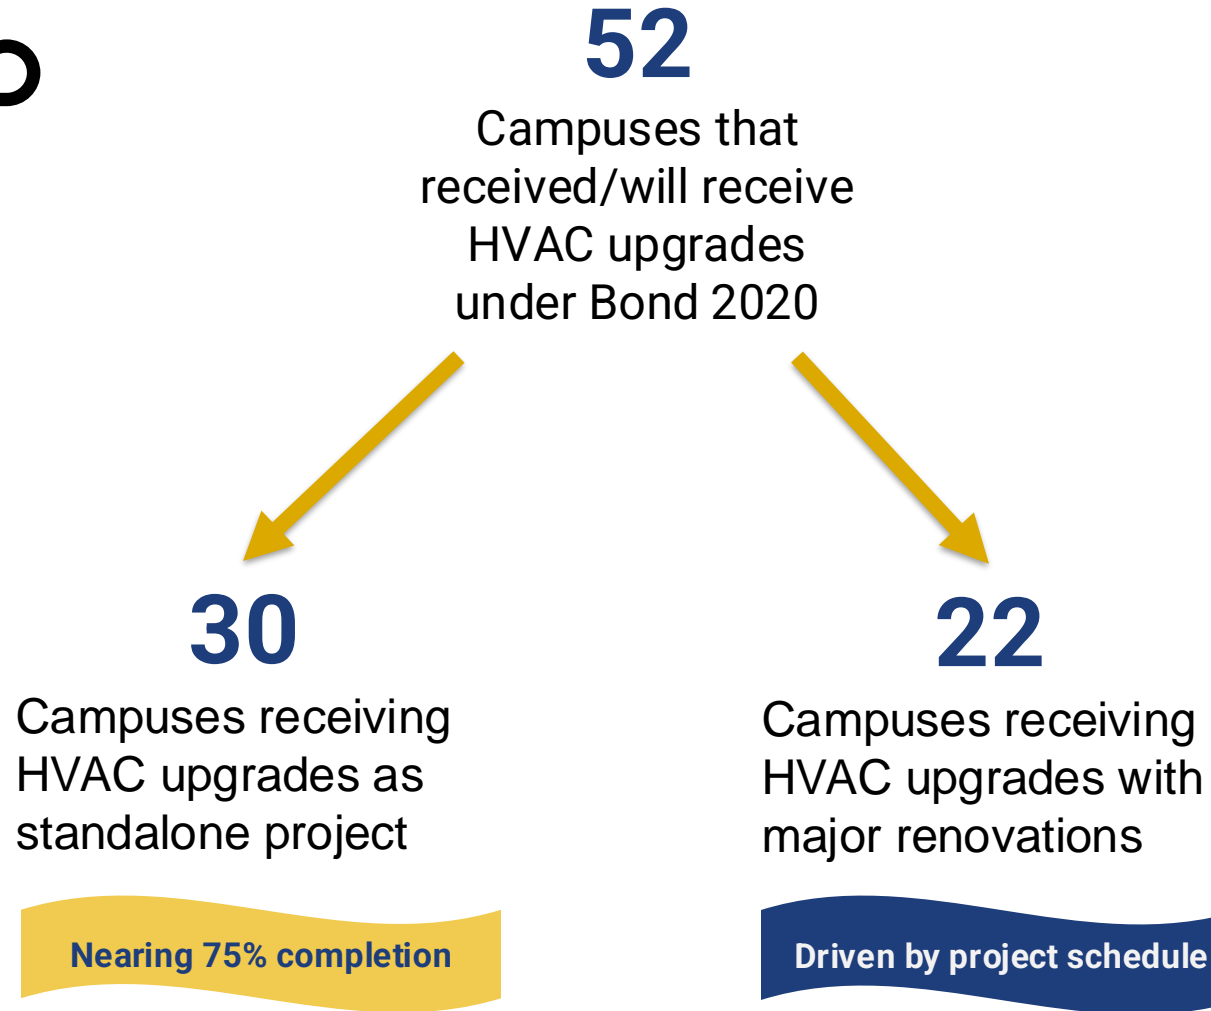 52
Campuses that
received/will receive
HVAC upgrades
under Bond 2020
30
Campuses receiving
HVAC upgrades as
standalone project
Nearing 75% completion
22
Campuses receiving
HVAC upgrades with
major renovations
Driven by project schedule